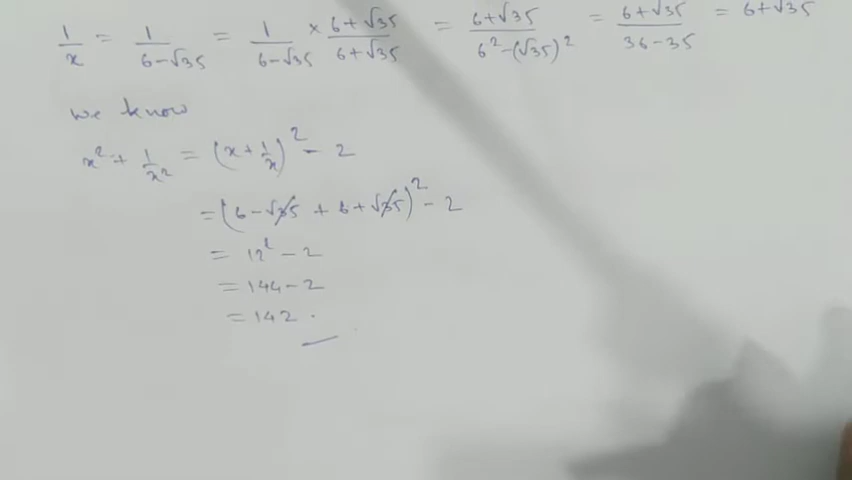 1/x = 1/(6-√35) = 1/(6-√35) × (6+√35)/(6+√35) = (6+√35)/(6²-(√35)²) = (6+√35)/(36-35) = 6+√35
we know
x² + 1/x² = (x + 1/x)² - 2
= (6 - √35 + 6 + √35)² - 2
= 12² - 2
= 144 - 2
= 142.